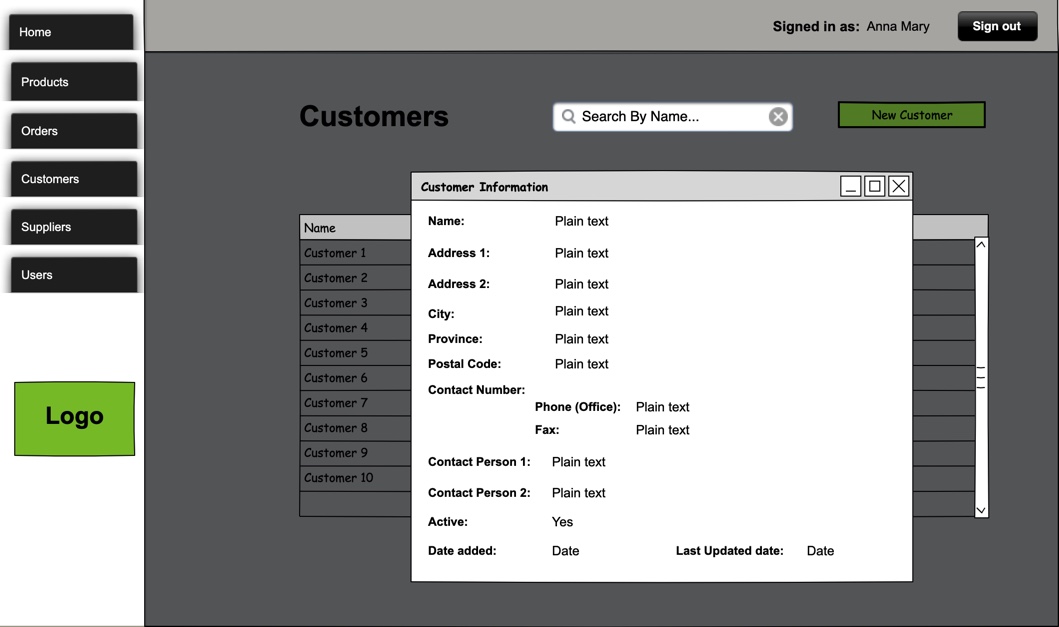 Home
Products
Orders
Customers
Suppliers
Users
Logo
Signed in as: Anna Mary
Sign out
Customers
Search By Name...
New Customer
Name
Customer 1
Customer 2
Customer 3
Customer 4
Customer 5
Customer 6
Customer 7
Customer 8
Customer 9
Customer 10
Customer Information
Name: Plain text
Address 1: Plain text
Address 2: Plain text
City: Plain text
Province: Plain text
Postal Code: Plain text
Contact Number:
Phone (Office): Plain text
Fax: Plain text
Contact Person 1: Plain text
Contact Person 2: Plain text
Active: Yes
Date added: Date Last Updated date: Date